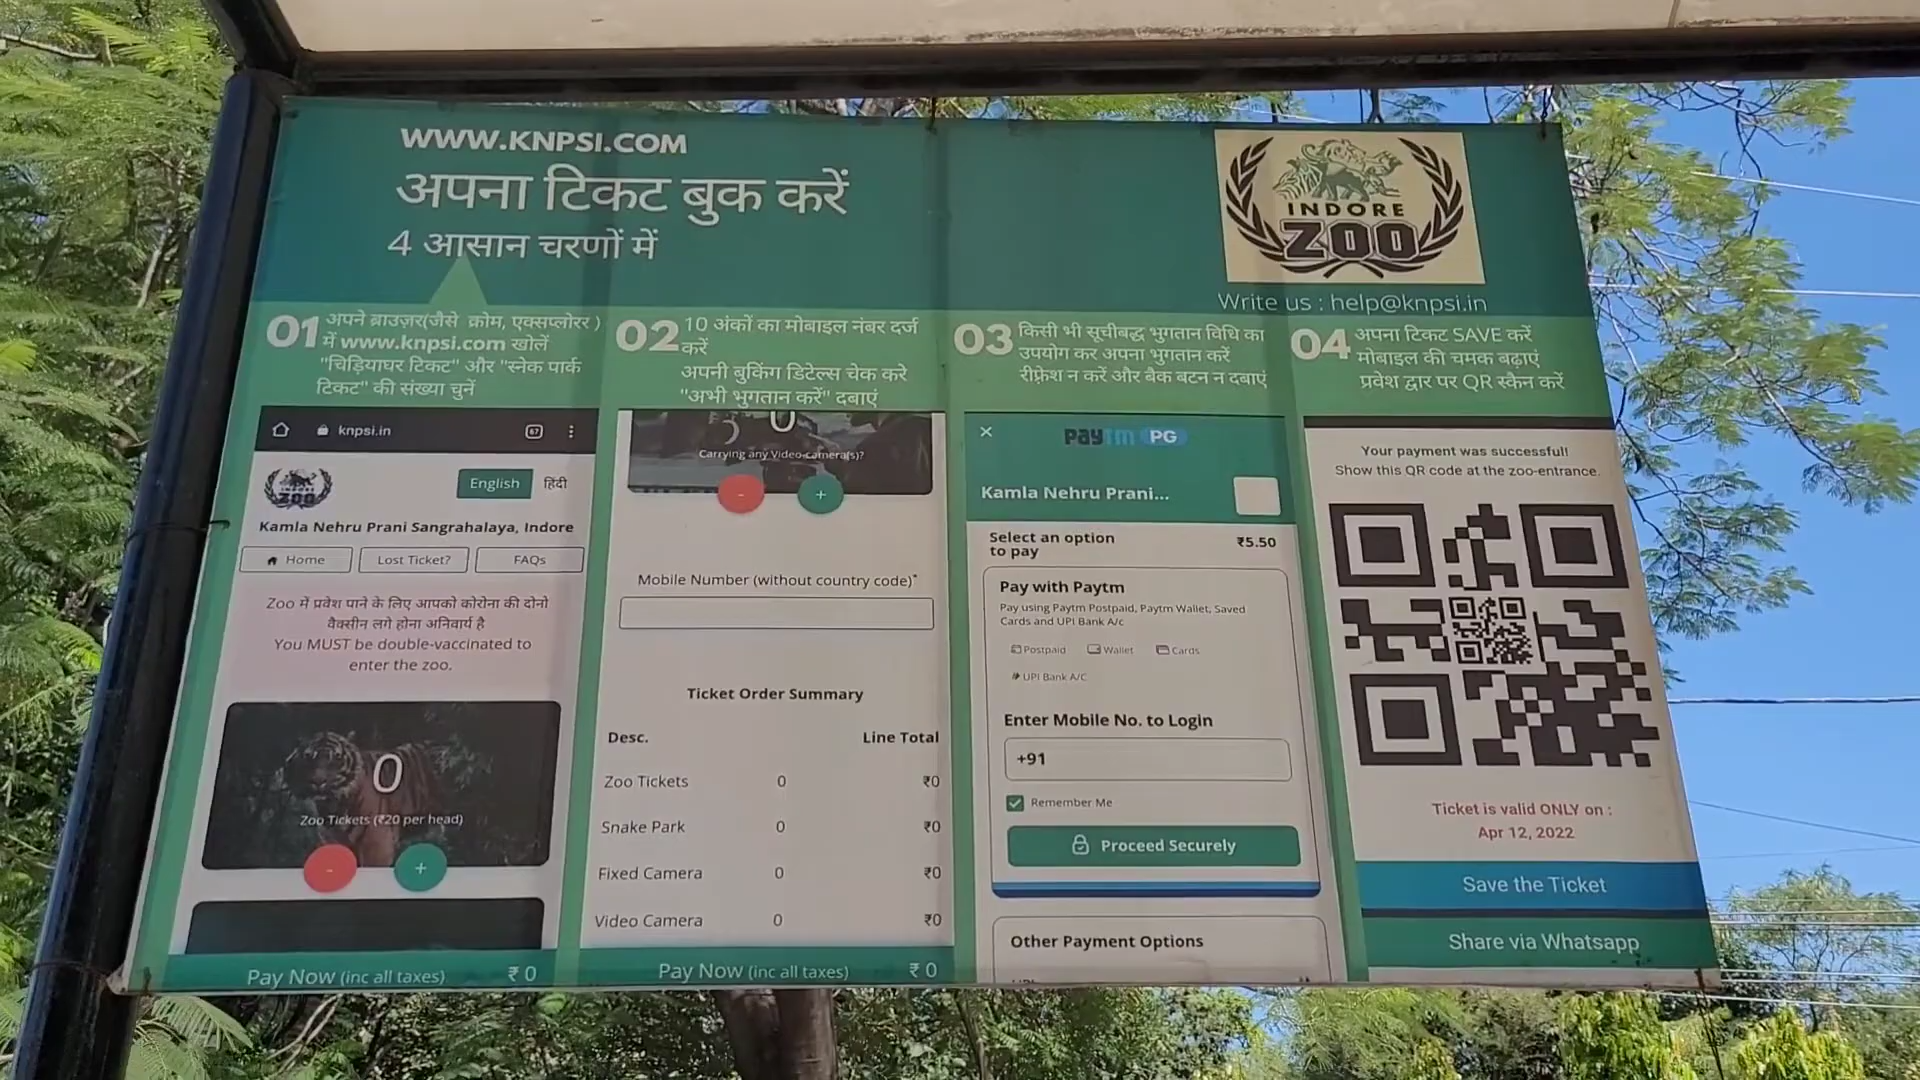 WWW.KNPSI.COM
अपना टिकट बुक करें
4 आसान चरणों में
INDORE
ZOO
Write us : help@knpsi.in
01 अपने ब्राउज़र(जैसे क्रोम, एक्सप्लोरर )
में www.knpsi.com खोलें
"चिड़ियाघर टिकट" और "स्नेक पार्क
टिकट" की संख्या चुनें
knpsi.in
67
ZOO
English
हिंदी
Kamla Nehru Prani Sangrahalaya, Indore
Home
Lost Ticket?
FAQs
Zoo में प्रवेश पाने के लिए आपको कोरोना की दोनो
वैक्सीन लगे होना अनिवार्य है
You MUST be double-vaccinated to
enter the zoo.
0
Zoo Tickets (₹20 per head)
-
+
Pay Now (inc all taxes) ₹ 0
02 10 अंकों का मोबाइल नंबर दर्ज
करें
अपनी बुकिंग डिटेल्स चेक करे
"अभी भुगतान करें" दबाएं
0
Carrying any Video-camera(s)?
-
+
Mobile Number (without country code)*
Ticket Order Summary
Desc. Line Total
Zoo Tickets 0 ₹0
Snake Park 0 ₹0
Fixed Camera 0 ₹0
Video Camera 0 ₹0
Pay Now (inc all taxes) ₹ 0
03 किसी भी सूचीबद्ध भुगतान विधि का
उपयोग कर अपना भुगतान करें
रीफ़्रेश न करें और बैक बटन न दबाएं
paytm PG
Kamla Nehru Prani...
Select an option
to pay
₹5.50
Pay with Paytm
Pay using Paytm Postpaid, Paytm Wallet, Saved
Cards and UPI Bank A/c
Postpaid
Wallet
Cards
UPI Bank A/C
Enter Mobile No. to Login
+91
Remember Me
Proceed Securely
Other Payment Options
04 अपना टिकट SAVE करें
मोबाइल की चमक बढ़ाएं
प्रवेश द्वार पर QR स्कैन करें
Your payment was successful!
Show this QR code at the zoo-entrance.
Ticket is valid ONLY on :
Apr 12, 2022
Save the Ticket
Share via Whatsapp